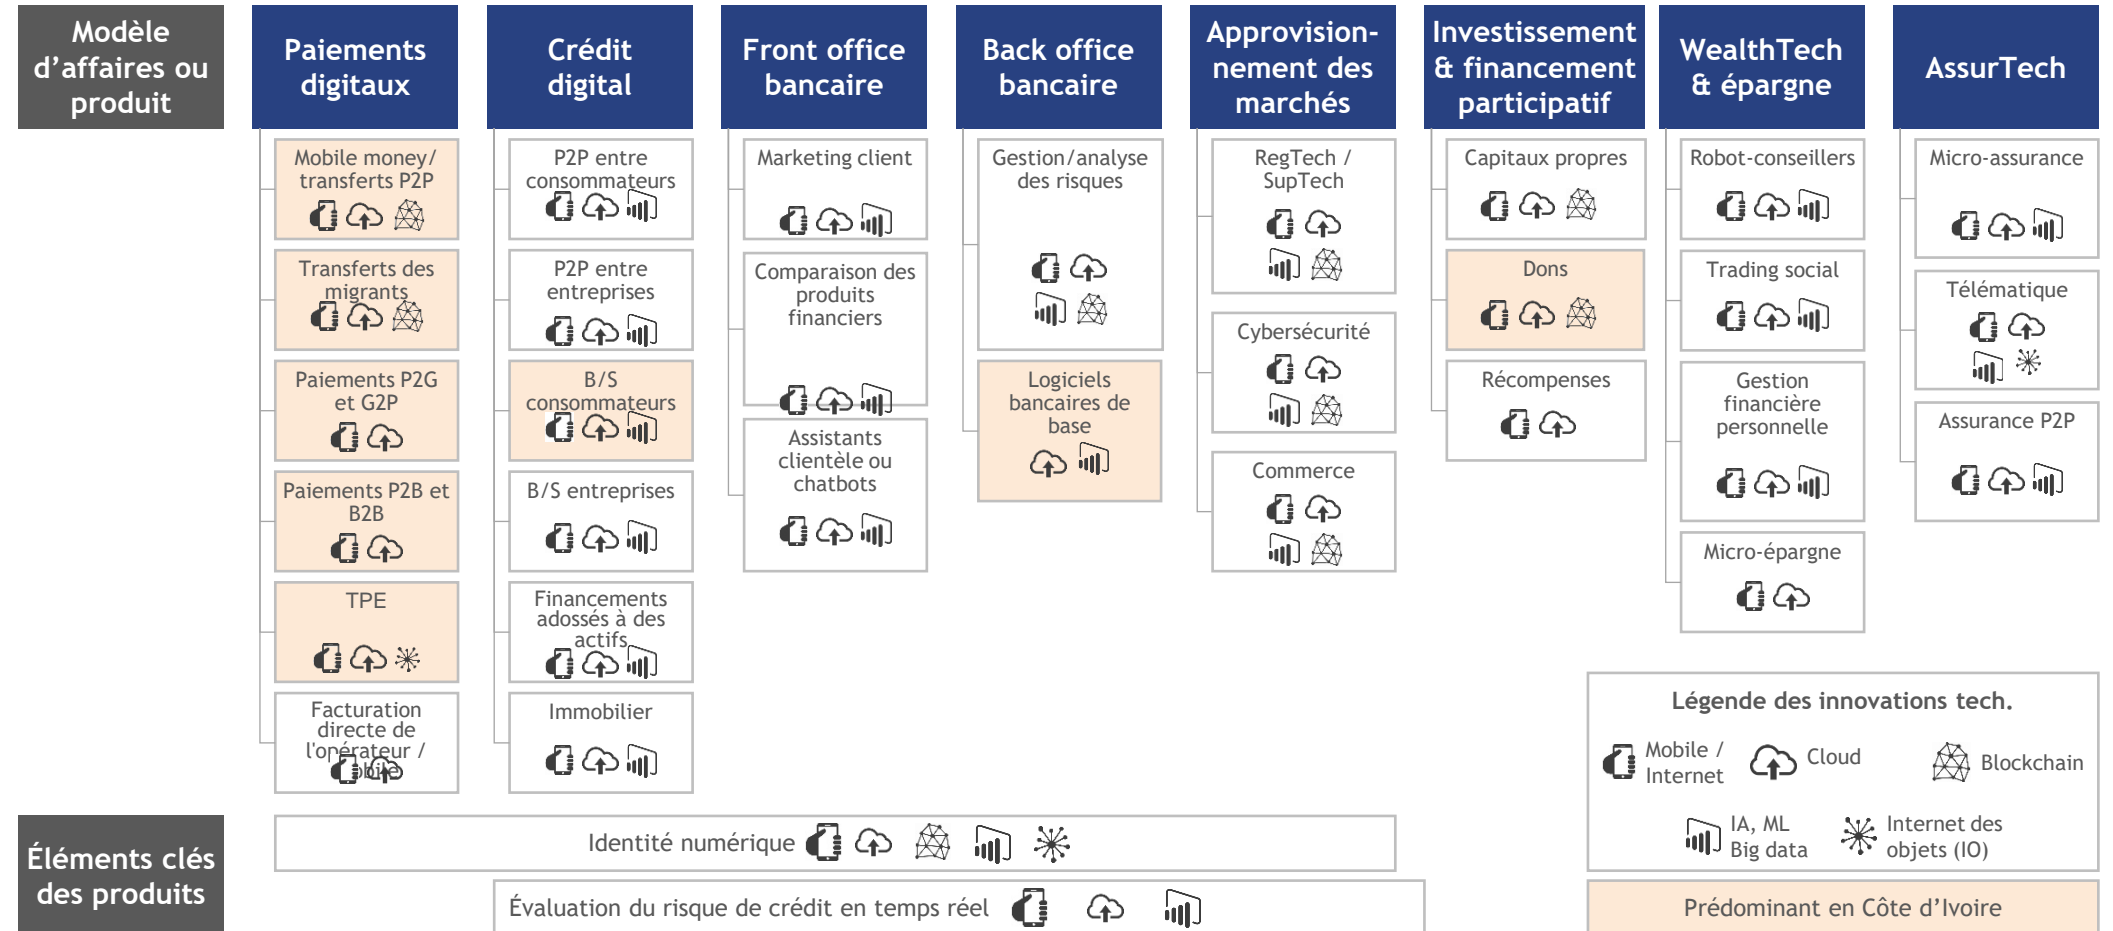 Modèle
d'affaires ou
produit
Paiements
digitaux
Crédit
digital
Front office
bancaire
Back office
bancaire
Approvision-
nement des
marchés
Investissement
& financement
participatif
WealthTech
& épargne
AssurTech
Mobile money/
transferts P2P
Transferts des
migrants
Paiements P2G
et G2P
Paiements P2B et
B2B
TPE
Facturation
directe de
l'opérateur /
P2P entre
consommateurs
P2P entre
entreprises
B/S
consommateurs
B/S entreprises
Financements
adossés à des
actifs
Immobilier
Marketing client
Comparaison des
produits
financiers
Assistants
clientèle ou
chatbots
Gestion/analyse
des risques
Logiciels
bancaires de
base
RegTech /
SupTech
Cybersécurité
Commerce
Capitaux propres
Dons
Récompenses
Robot-conseillers
Trading social
Gestion
financière
personnelle
Micro-épargne
Micro-assurance
Télématique
Assurance P2P
Légende des innovations tech.
Mobile /
Internet
Cloud
Blockchain
IA, ML
Big data
Internet des
objets (IO)
Prédominant en Côte d'Ivoire
Éléments clés
des produits
Identité numérique
Évaluation du risque de crédit en temps réel